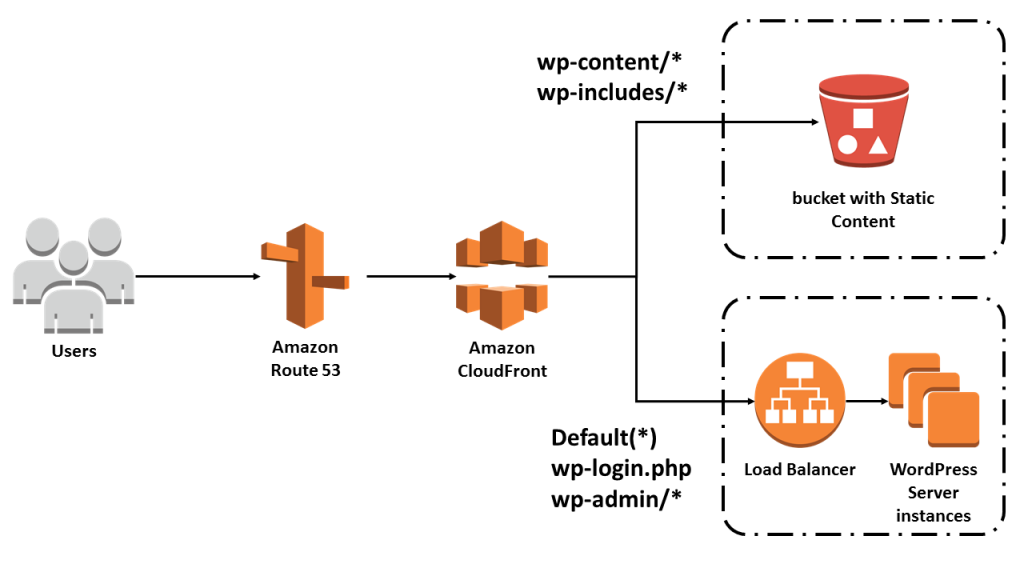 wp-content/*
wp-includes/*
bucket with Static
Content
Users
Amazon
Route 53
Amazon
CloudFront
Default(*)
wp-login.php
wp-admin/*
Load Balancer
WordPress
Server
instances